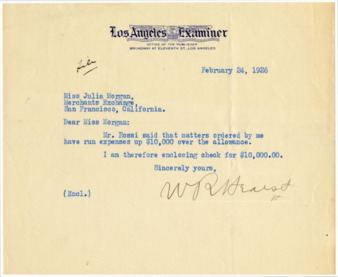 Los Angeles Examiner
OFFICE OF THE PUBLISHER
BROADWAY AT ELEVENTH ST., LOS ANGELES
February 24, 1926
Miss Julia Morgan,
Merchants Exchange,
San Francisco, California.
Dear Miss Morgan:
Mr. Rossi said that matters ordered by me
have run expenses up $10,000 over the allowance.
I am therefore enclosing check for $10,000.00.
Sincerely yours,
W R Hearst
(Encl.)